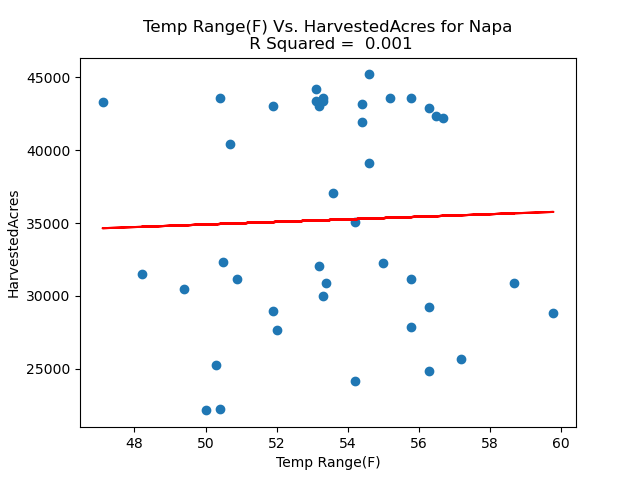 Temp Range(F) Vs. HarvestedAcres for Napa
R Squared =  0.001
45000
40000
35000
30000
25000
HarvestedAcres
48 50 52 54 56 58 60
Temp Range(F)